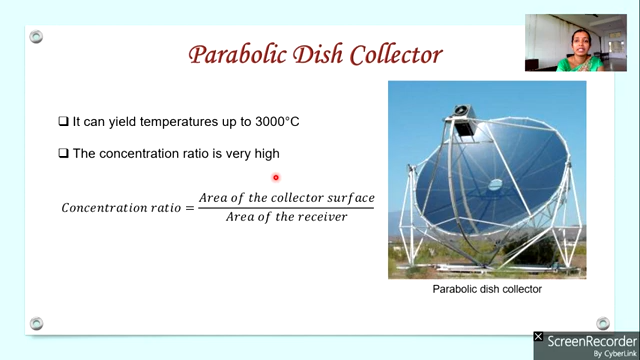 Parabolic Dish Collector
❑ It can yield temperatures up to 3000°C
❑ The concentration ratio is very high
Concentration ratio = Area of the collector surface / Area of the receiver
Parabolic dish collector
ScreenRecorder
By CyberLink